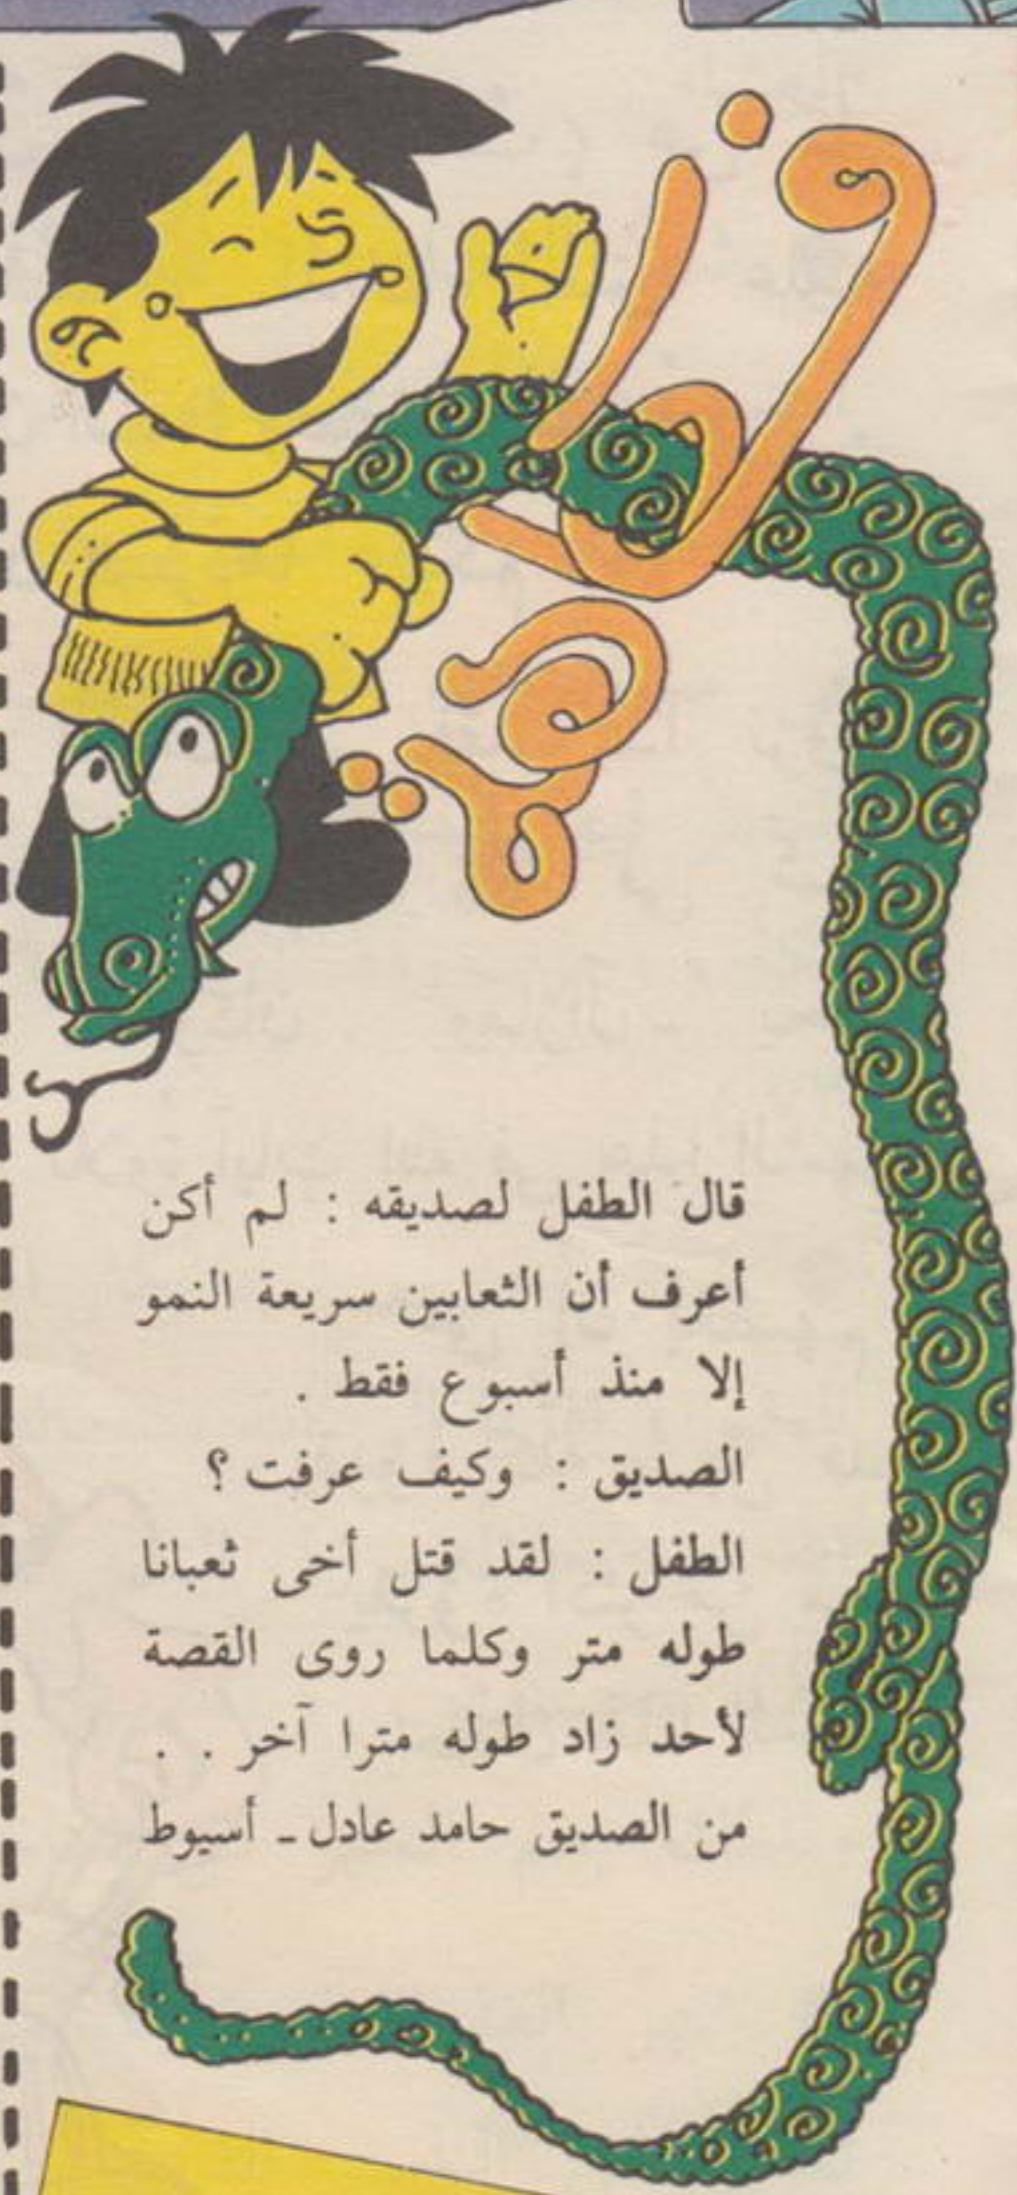 قال الطفل لصديقه : لم أكن
أعرف أن الثعابين سريعة النمو
إلا منذ أسبوع فقط .
الصديق : وكيف عرفت ؟
الطفل : لقد قتل أخى ثعبانا
طوله متر وكلما روى القصة
لأحد زاد طوله مترا آخر . .
من الصديق حامد عادل ـ أسيوط